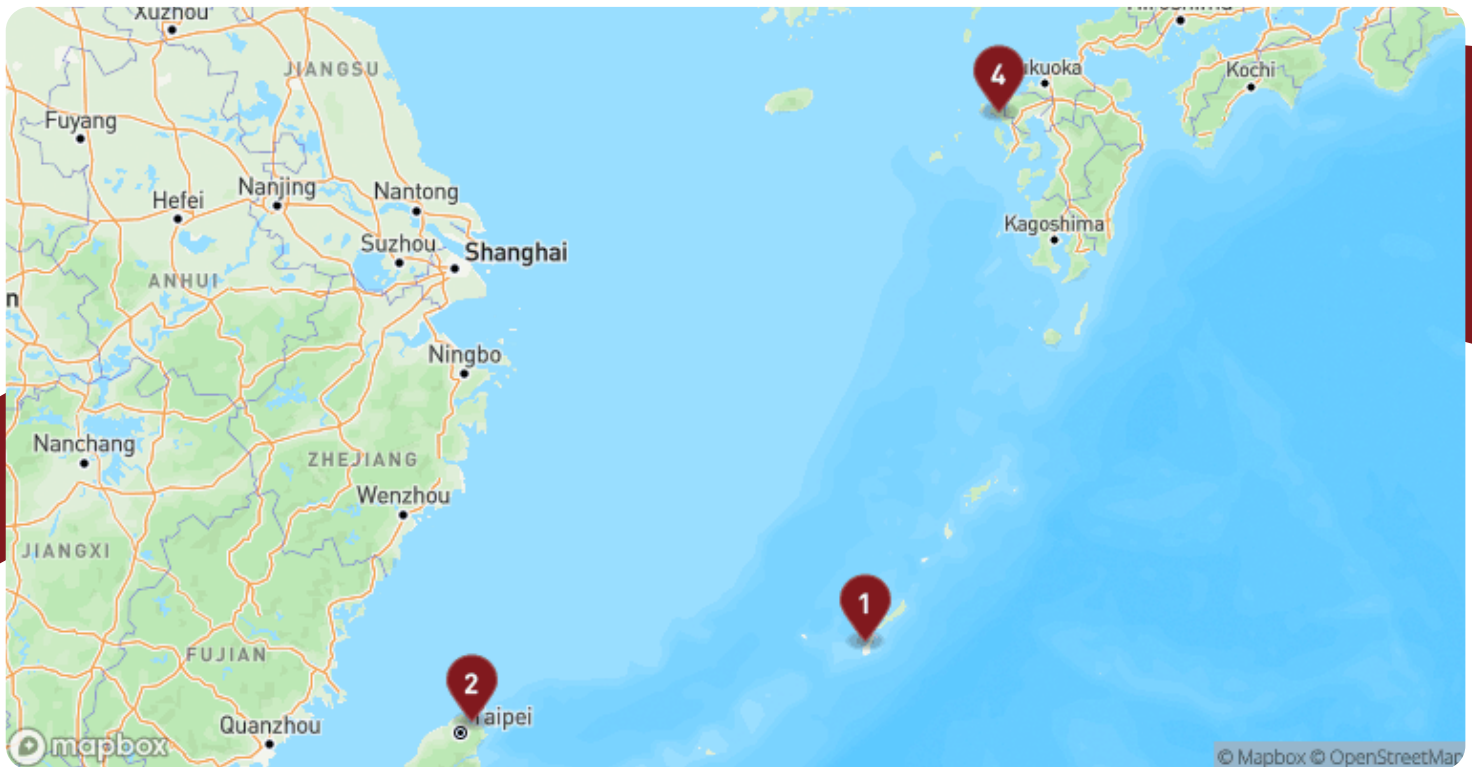 Xuzhou
JIANGSU
4
ukuoka
Kochi
Fuyang
Nanjing
Nantong
Hefei
Suzhou
Shanghai
Kagoshima
ANHUI
n
Ningbo
Nanchang
ZHEJIANG
Wenzhou
JIANGXI
1
FUJIAN
2
Taipei
Quanzhou
mapbox
© Mapbox © OpenStreetMap